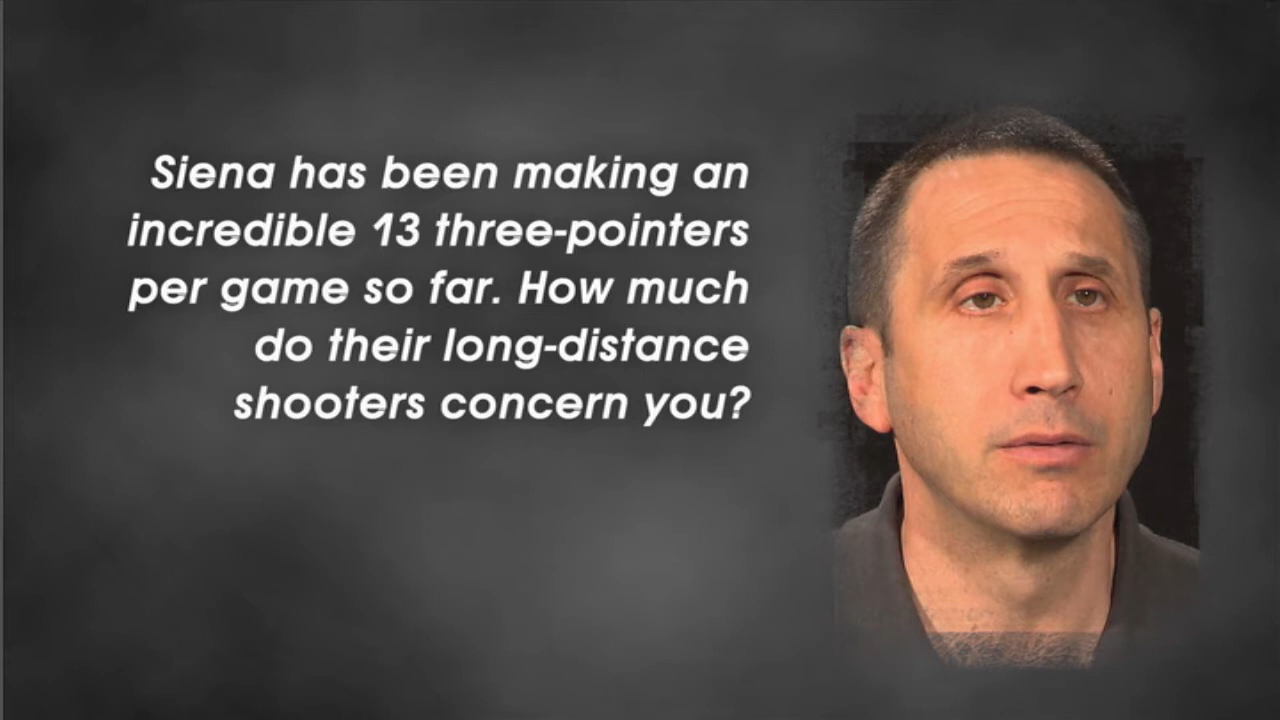 Siena has been making an
incredible 13 three-pointers
per game so far. How much
do their long-distance
shooters concern you?